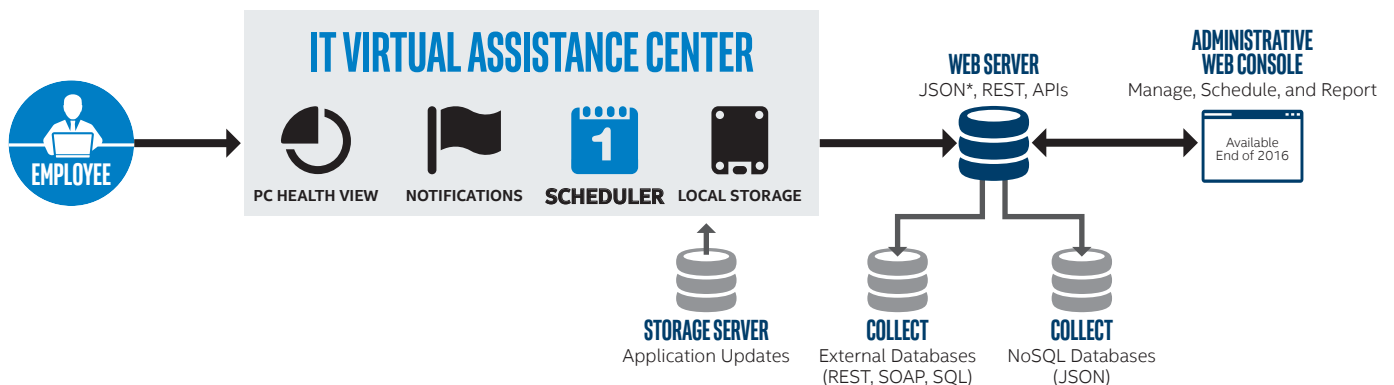 IT VIRTUAL ASSISTANCE CENTER
EMPLOYEE
PC HEALTH VIEW
NOTIFICATIONS
1
SCHEDULER
LOCAL STORAGE
WEB SERVER
JSON*, REST, APIs
ADMINISTRATIVE
WEB CONSOLE
Manage, Schedule, and Report
Available
End of 2016
STORAGE SERVER
Application Updates
COLLECT
External Databases
(REST, SOAP, SQL)
COLLECT
NoSQL Databases
(JSON)